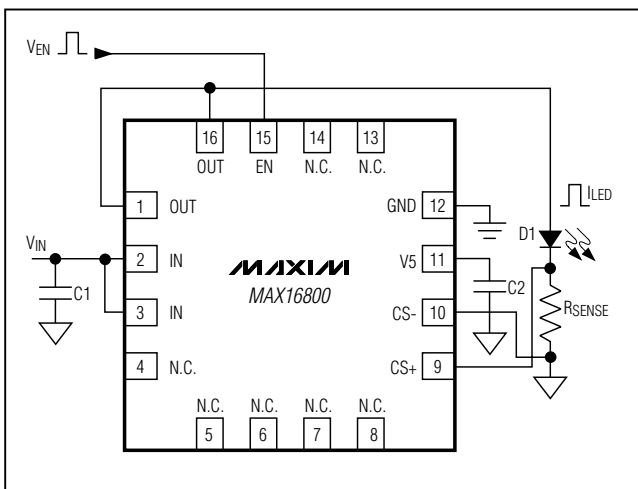 VEN
16 15 14 13
OUT EN N.C. N.C.
1 OUT
GND 12
ILED
D1
VIN
2 IN
V5 11
C1
MAXIM
MAX16800
C2
3 IN
CS- 10
RSENSE
4 N.C.
CS+ 9
N.C. N.C. N.C. N.C.
5 6 7 8